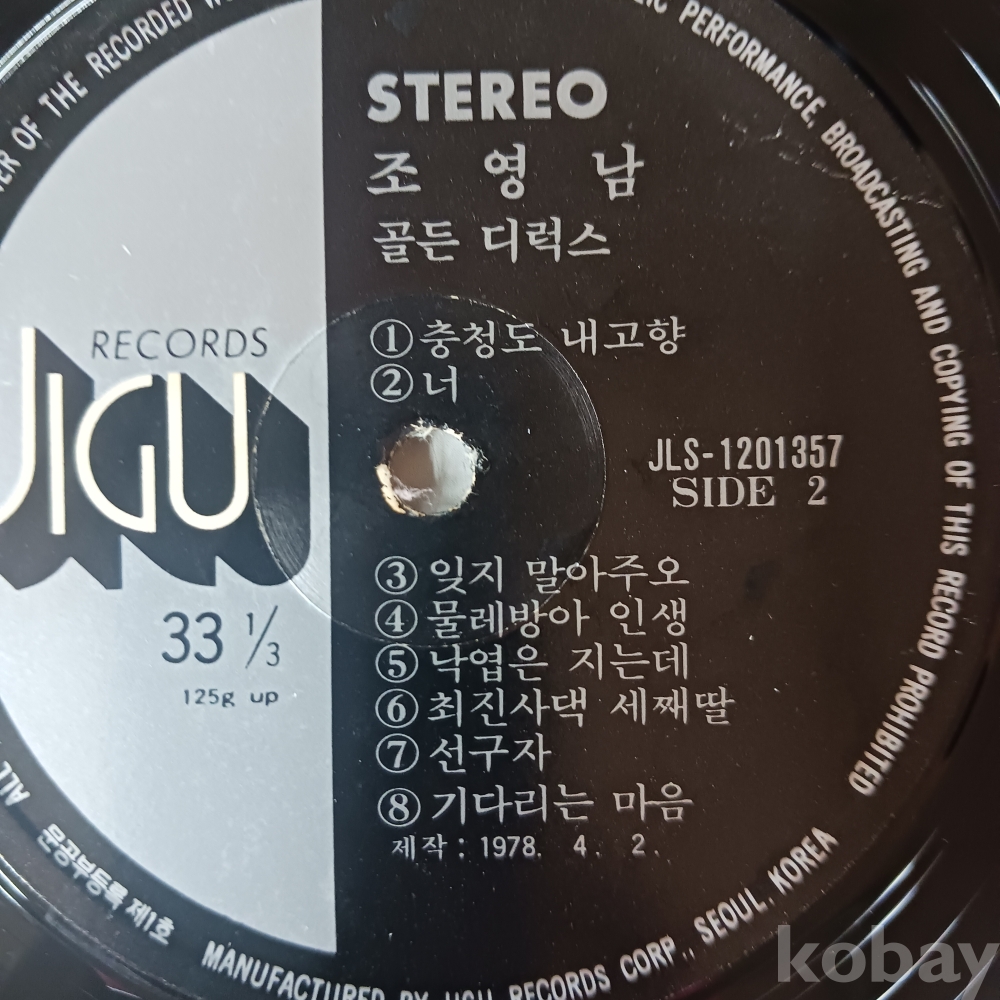 STEREO
조 영 남
골든 디럭스
① 충청도 내고향
② 너
JLS-1201357
SIDE 2
③ 잊지 말아주오
④ 물레방아 인생
⑤ 낙엽은 지는데
⑥ 최진사댁 세째딸
⑦ 선구자
⑧ 기다리는 마음
제작: 1978. 4. 2.
RECORDS
JIGU
33 1/3
125g up
OF THE RECORDED
PERFORMANCE, BROADCASTING AND COPYING OF THIS RECORD PROHIBITED
ALL
문공부등록 제1호
MANUFACTURED BY JIGU RECORDS CORP., SEOUL, KOREA
kobay